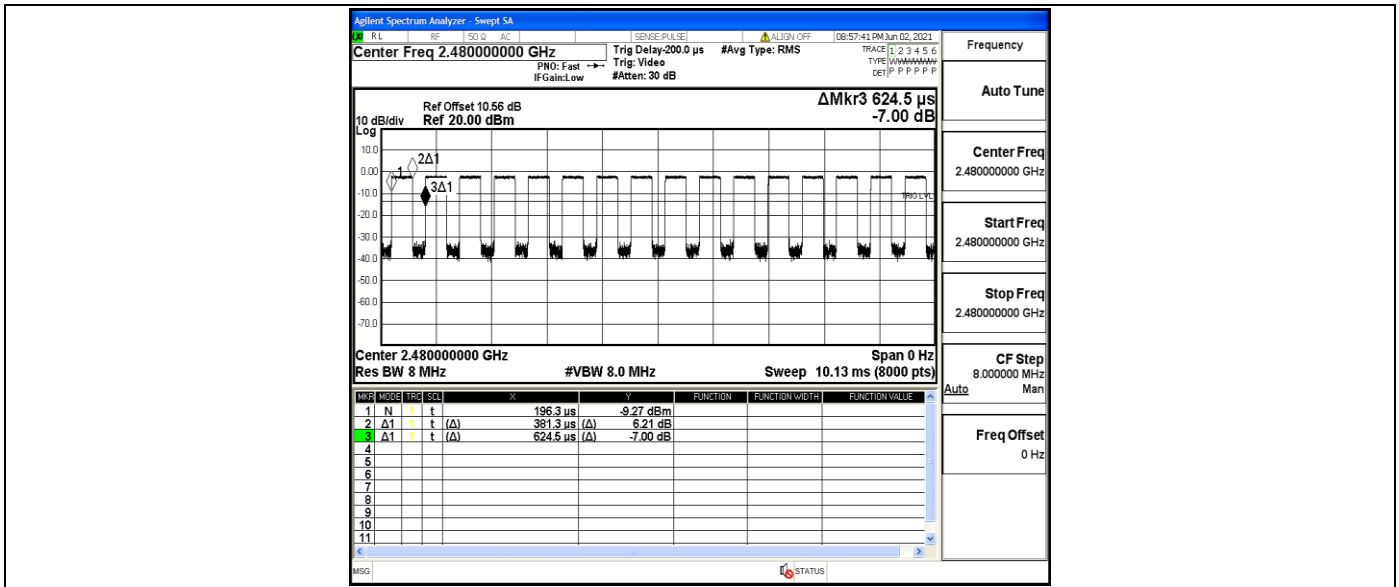 Agilent Spectrum Analyzer - Swept SA
RL RF 50 Ω AC SENSE:PULSE ALIGN OFF 08:57:41 PM Jun 02, 2021
Center Freq 2.480000000 GHz
PNO: Fast
IFGain:Low
Trig Delay-200.0 µs
Trig: Video
#Atten: 30 dB
#Avg Type: RMS
TRACE 1 2 3 4 5 6
TYPE
DET P P P P P P
ΔMkr3 624.5 µs
-7.00 dB
Ref Offset 10.56 dB
10 dB/div Ref 20.00 dBm
Log
10.0
0.00
-10.0
-20.0
-30.0
-40.0
-50.0
-60.0
-70.0
1
2Δ1
3Δ1
TRIG LVL
Center 2.480000000 GHz Span 0 Hz
Res BW 8 MHz #VBW 8.0 MHz Sweep 10.13 ms (8000 pts)
MKR MODE TRC SCL X Y FUNCTION FUNCTION WIDTH FUNCTION VALUE
1 N 1 t 196.3 µs -9.27 dBm
2 Δ1 1 t (Δ) 381.3 µs (Δ) 6.21 dB
3 Δ1 1 t (Δ) 624.5 µs (Δ) -7.00 dB
4
5
6
7
8
9
10
11
MSG STATUS
Frequency
Auto Tune
Center Freq
2.480000000 GHz
Start Freq
2.480000000 GHz
Stop Freq
2.480000000 GHz
CF Step
8.000000 MHz
Auto Man
Freq Offset
0 Hz